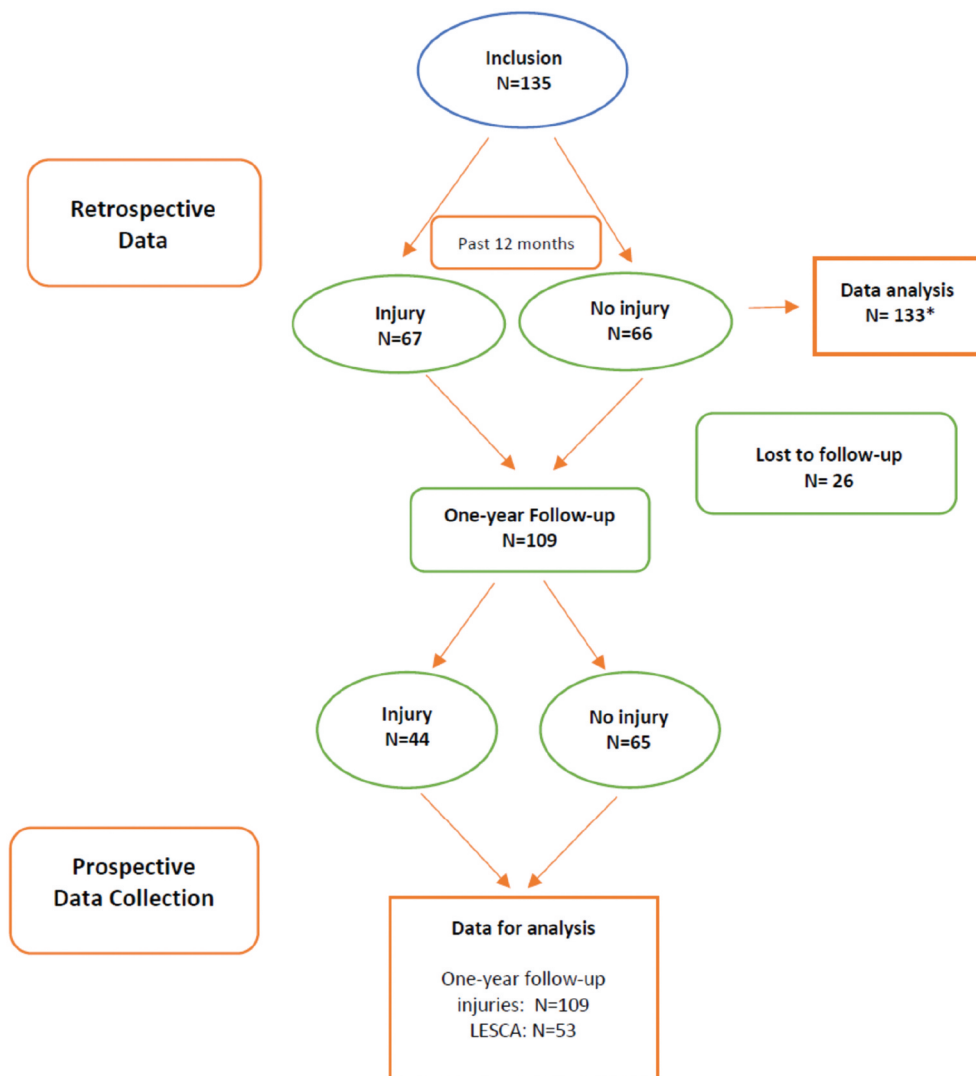 Inclusion
N=135
Retrospective
Data
Past 12 months
Injury
N=67
No injury
N=66
Data analysis
N= 133*
Lost to follow-up
N= 26
One-year Follow-up
N=109
Injury
N=44
No injury
N=65
Prospective
Data Collection
Data for analysis
One-year follow-up
injuries: N=109
LESCA: N=53